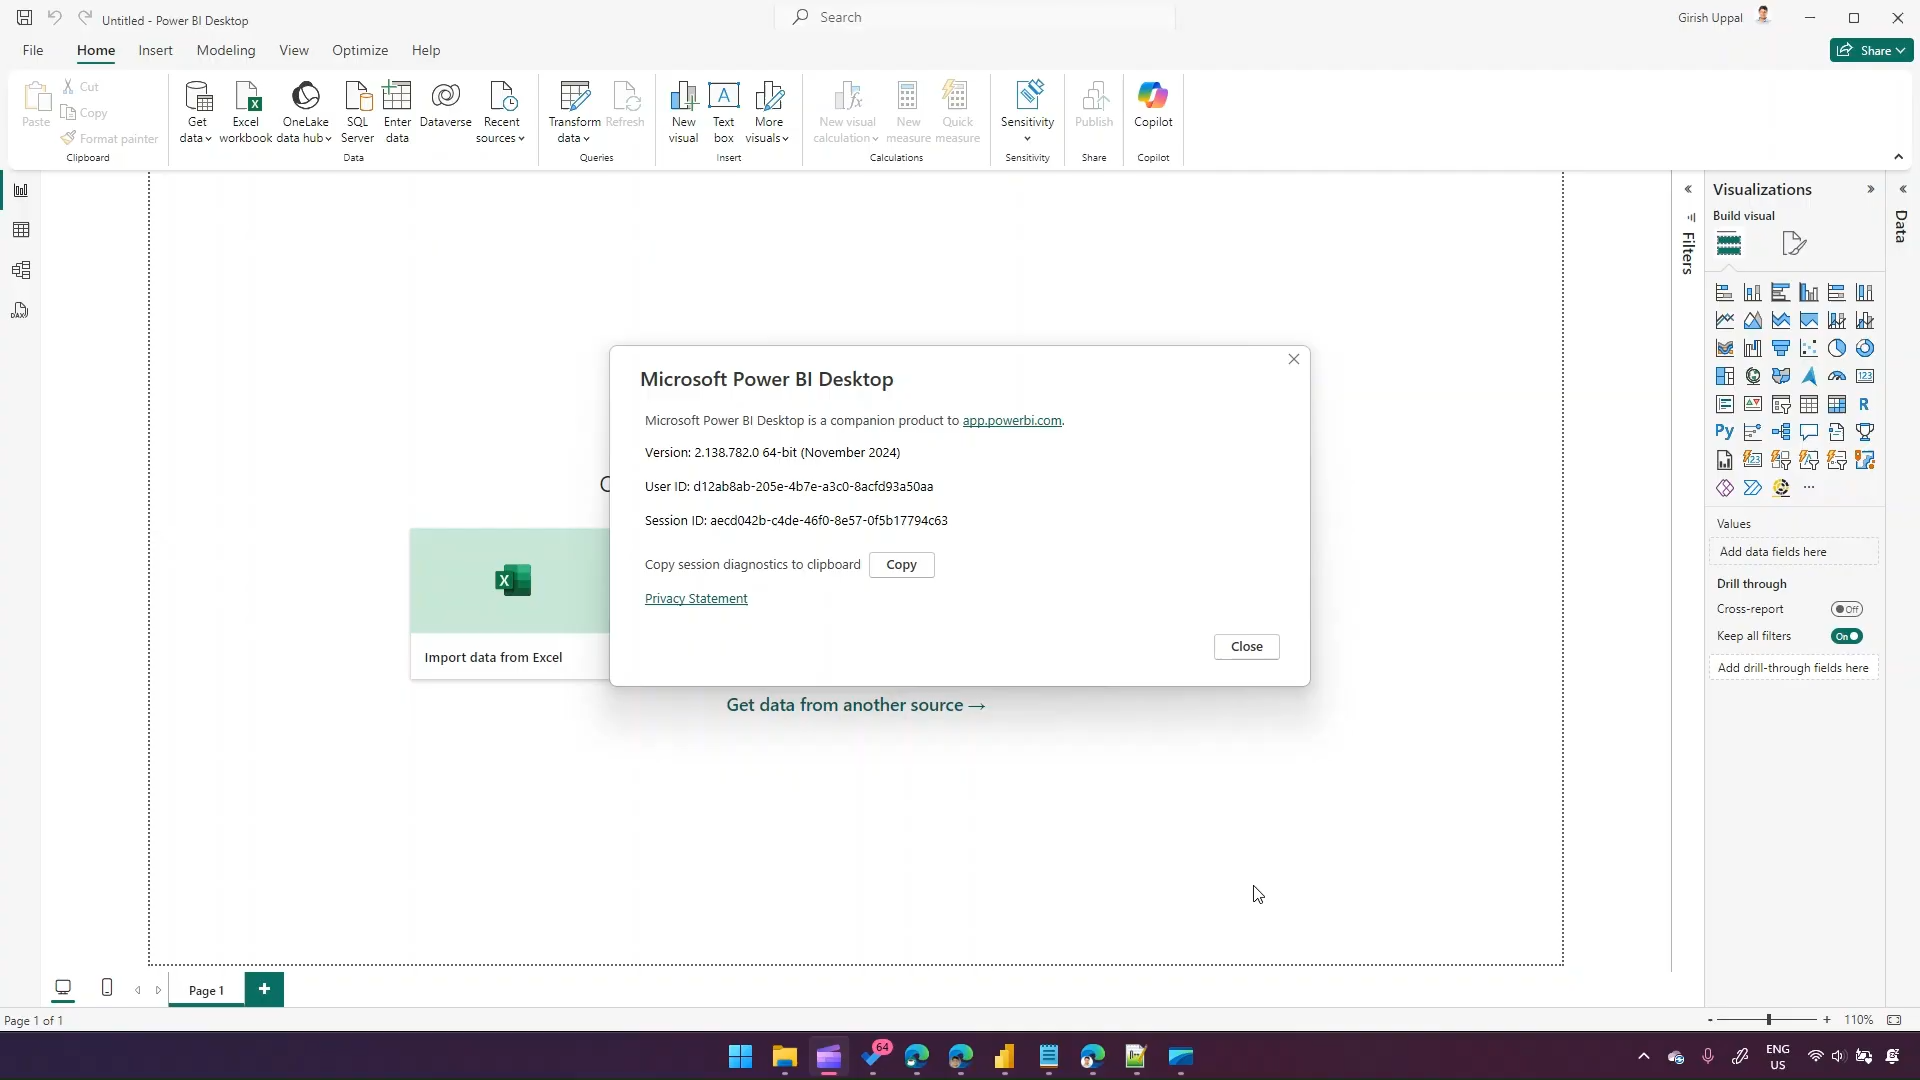 Untitled - Power BI Desktop
Search
Girish Uppal
File Home Insert Modeling View Optimize Help
Share
Paste
Cut
Copy
Format painter
Clipboard
Get data
Excel workbook
OneLake data hub
SQL Server
Enter data
Dataverse
Recent sources
Data
Transform data
Refresh
Queries
New visual
Text box
More visuals
Insert
New visual calculation
New measure
Quick measure
Calculations
Sensitivity
Sensitivity
Publish
Share
Copilot
Copilot
Microsoft Power BI Desktop
Microsoft Power BI Desktop is a companion product to app.powerbi.com.
Version: 2.138.782.0 64-bit (November 2024)
User ID: d12ab8ab-205e-4b7e-a3c0-8acfd93a50aa
Session ID: aecd042b-c4de-46f0-8e57-0f5b17794c63
Copy session diagnostics to clipboard Copy
Privacy Statement
Close
Import data from Excel
Get data from another source →
Filters
Visualizations
Build visual
123
R
Py
Values
Add data fields here
Drill through
Cross-report Off
Keep all filters On
Add drill-through fields here
Data
DAX
Page 1
Page 1 of 1
- + 110%
64
ENG
US